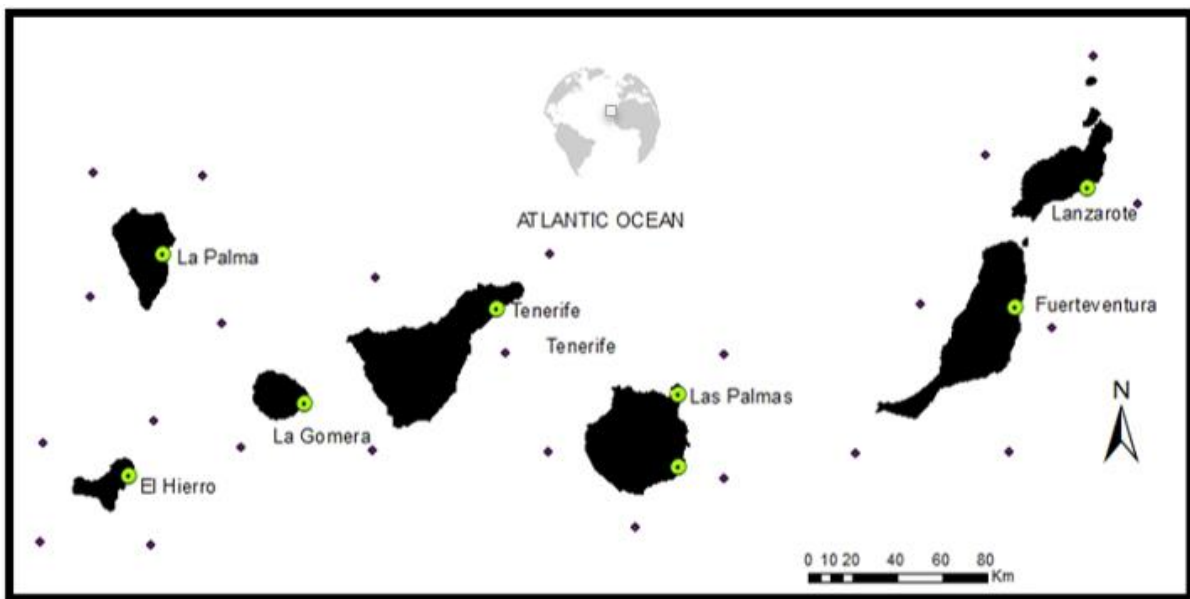 ATLANTIC OCEAN
Lanzarote
La Palma
Fuerteventura
Tenerife
Tenerife
Las Palmas
N
La Gomera
El Hierro
0 10 20 40 60 80
Km